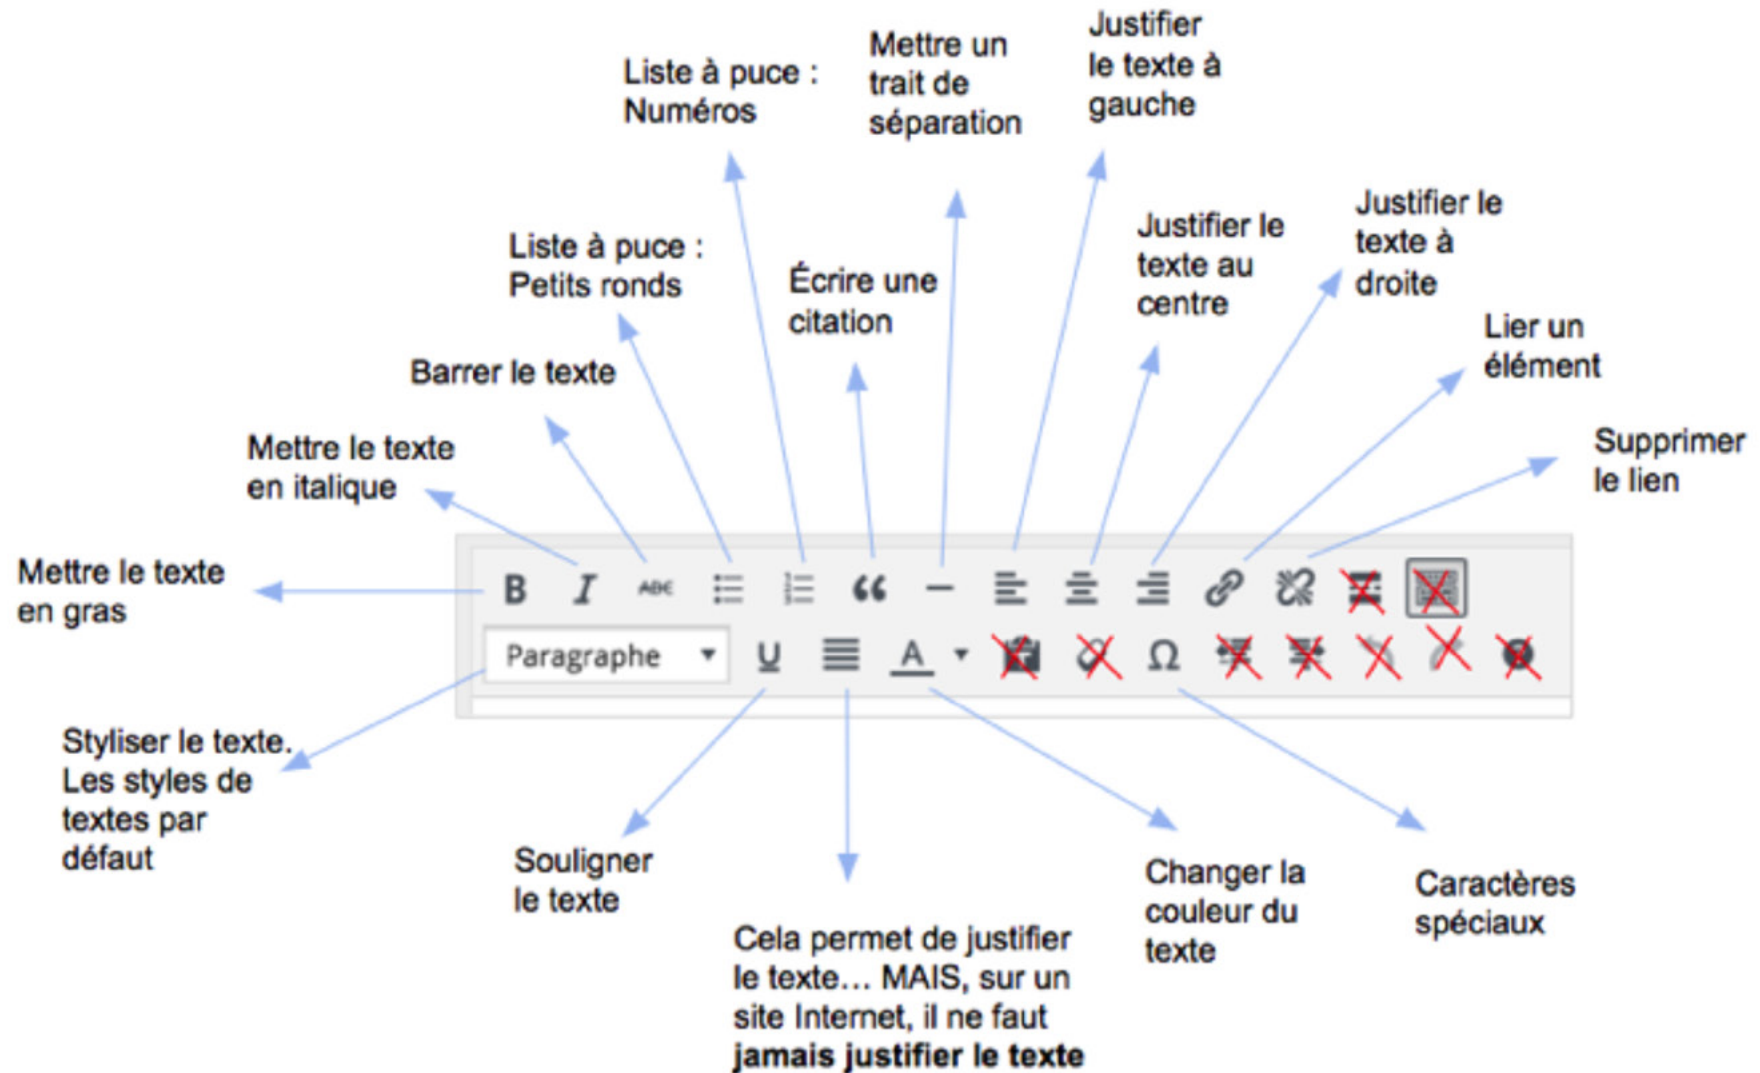 Justifier
le texte à
gauche
Mettre un
trait de
séparation
Liste à puce :
Numéros
Justifier le
texte à
droite
Justifier le
texte au
centre
Liste à puce :
Petits ronds
Écrire une
citation
Lier un
élément
Barrer le texte
Supprimer
le lien
Mettre le texte
en italique
Mettre le texte
en gras
B I ABC
Paragraphe U A Ω
Styliser le texte.
Les styles de
textes par
défaut
Souligner
le texte
Cela permet de justifier
le texte... MAIS, sur un
site Internet, il ne faut
jamais justifier le texte
Changer la
couleur du
texte
Caractères
spéciaux